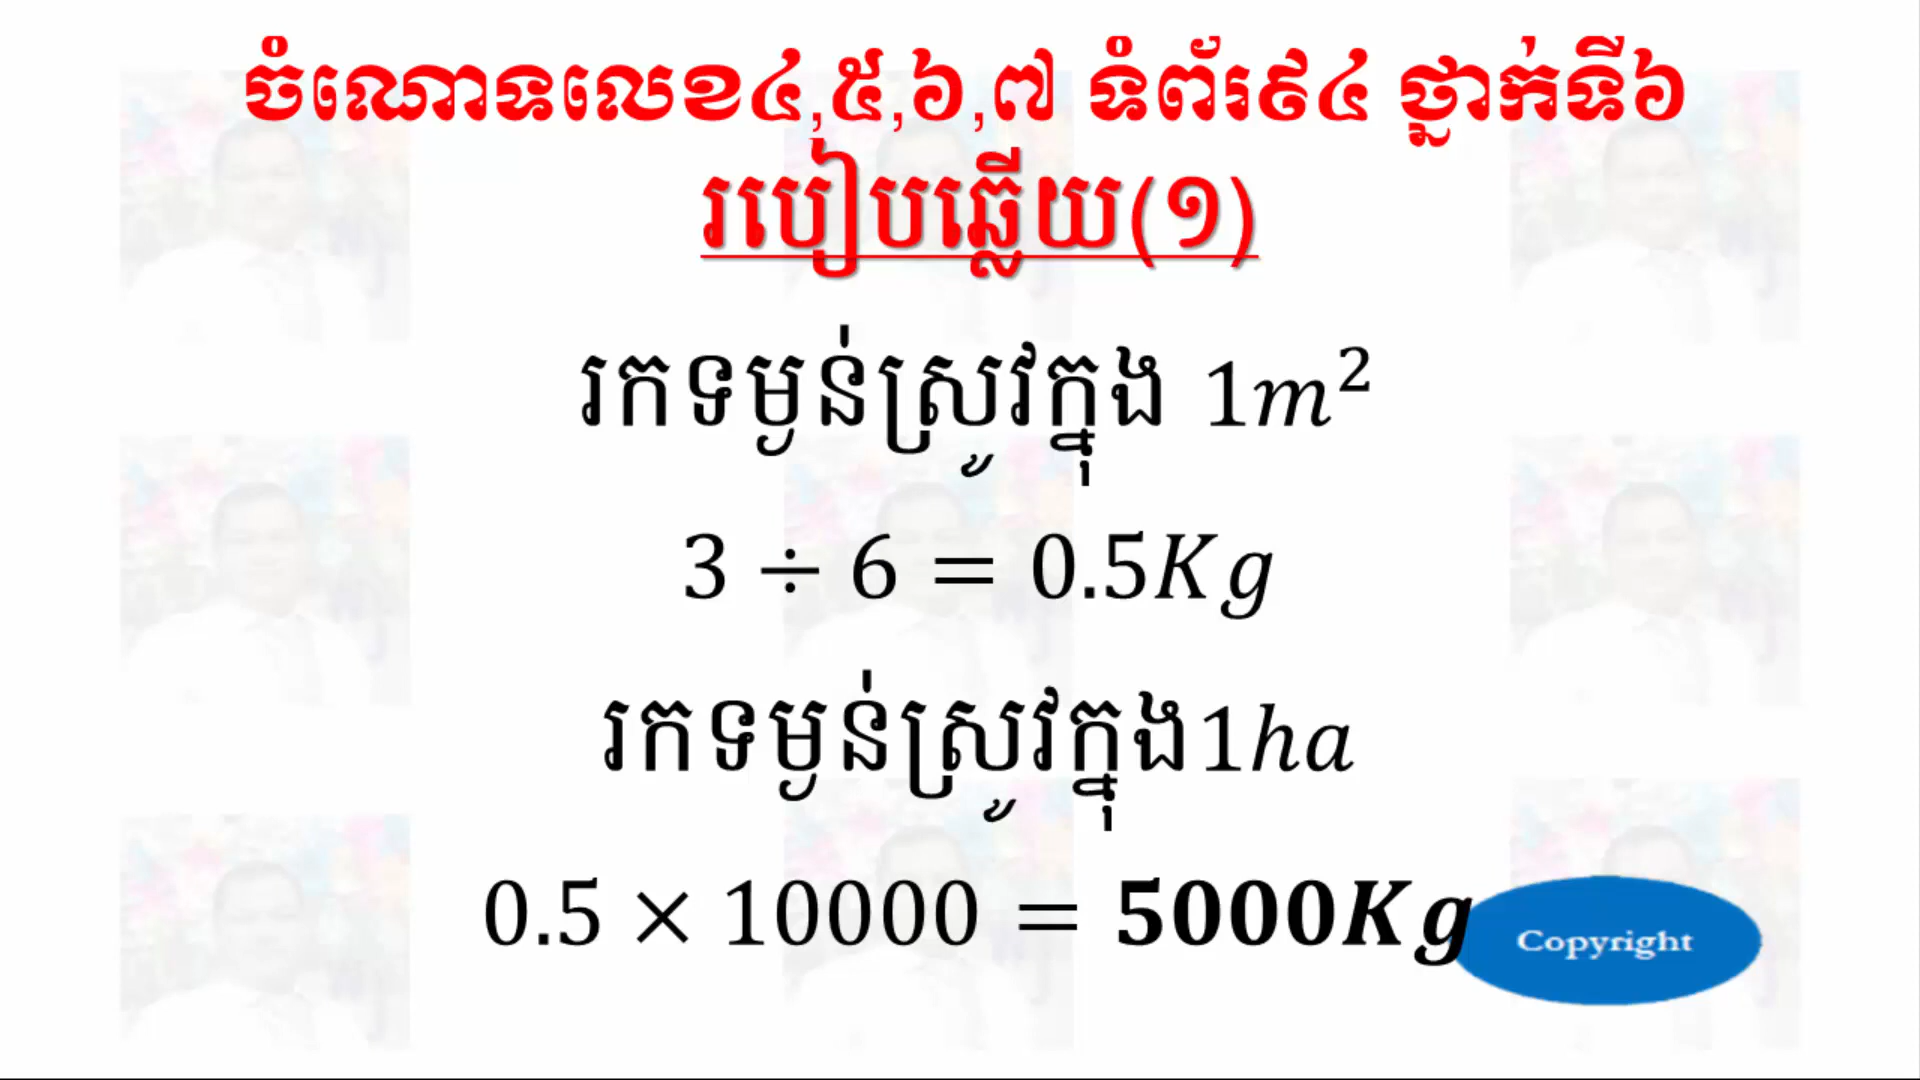 ចំណោទលេខ៤,៥,៦,៧ ទំព័រ៩៤ ថ្នាក់ទី៦
របៀបឆ្លើយ(១)
រកទម្ងន់ស្រូវក្នុង 1m²
3 ÷ 6 = 0.5Kg
រកទម្ងន់ស្រូវក្នុង1ha
0.5 × 10000 = 5000Kg
Copyright